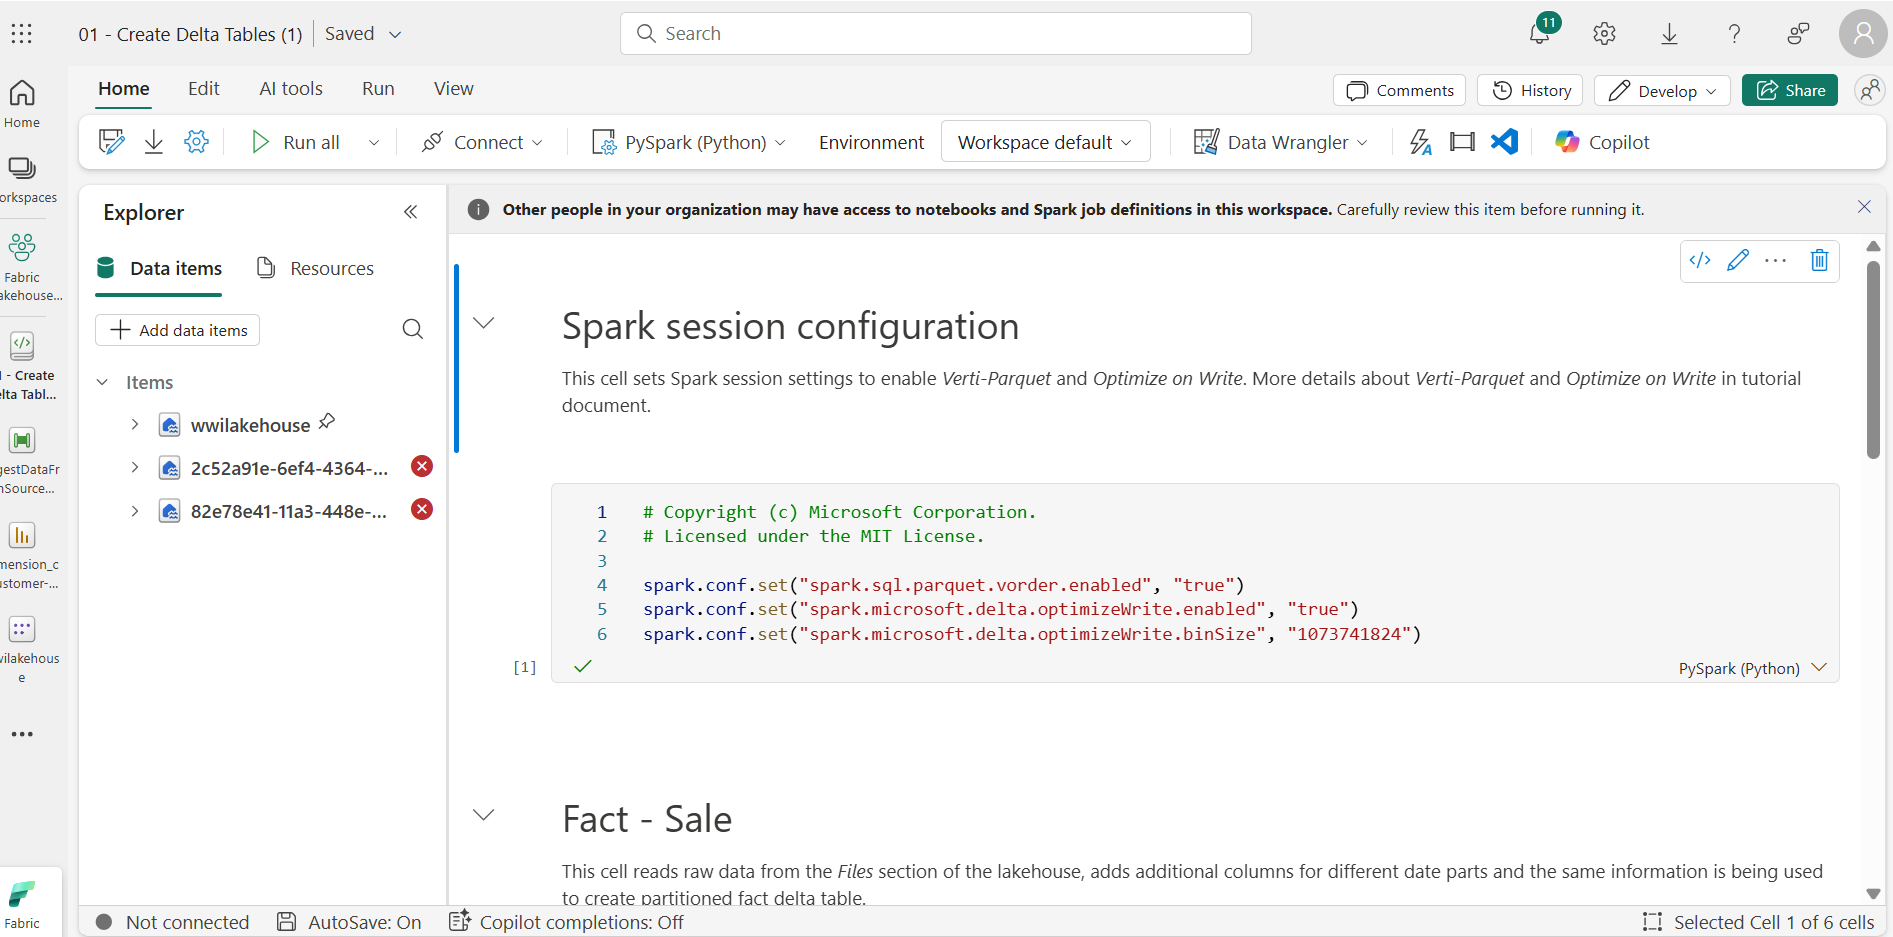 01 - Create Delta Tables (1)
Saved
Search
11
Home
Edit
AI tools
Run
View
Comments
History
Develop
Share
Run all
Connect
PySpark (Python)
Environment
Workspace default
Data Wrangler
Copilot
Home
orkspaces
Fabric
akehouse...
- Create
lta Tabl...
gestDataFr
nSource...
mension_c
ustomer-...
vilakehous
e
Fabric
Explorer
Data items
Resources
Add data items
Items
wwilakehouse
2c52a91e-6ef4-4364-...
82e78e41-11a3-448e-...
Other people in your organization may have access to notebooks and Spark job definitions in this workspace. Carefully review this item before running it.
Spark session configuration
This cell sets Spark session settings to enable Verti-Parquet and Optimize on Write. More details about Verti-Parquet and Optimize on Write in tutorial
document.
1 # Copyright (c) Microsoft Corporation.
2 # Licensed under the MIT License.
3
4 spark.conf.set("spark.sql.parquet.vorder.enabled", "true")
5 spark.conf.set("spark.microsoft.delta.optimizeWrite.enabled", "true")
6 spark.conf.set("spark.microsoft.delta.optimizeWrite.binSize", "1073741824")
[1]
PySpark (Python)
Fact - Sale
This cell reads raw data from the Files section of the lakehouse, adds additional columns for different date parts and the same information is being used
to create partitioned fact delta table.
Not connected
AutoSave: On
Copilot completions: Off
Selected Cell 1 of 6 cells